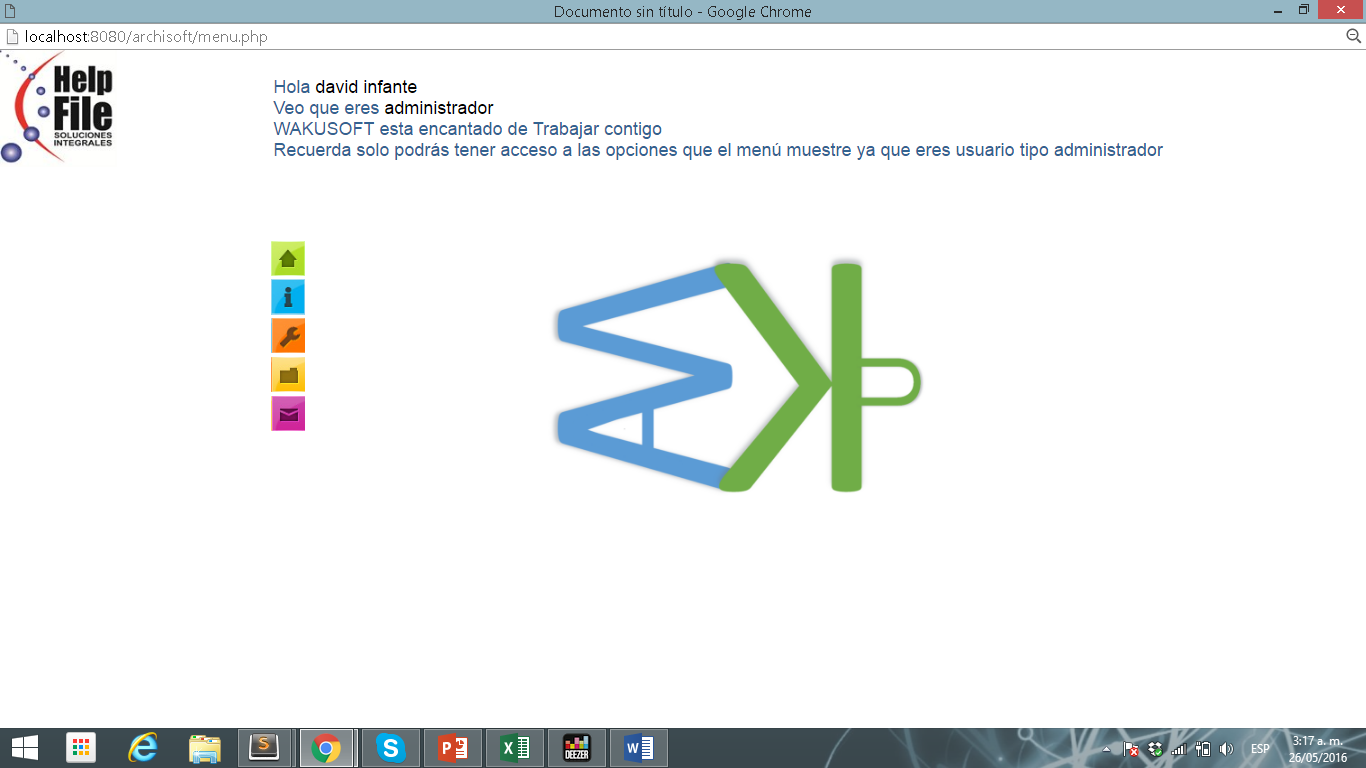 Documento sin título - Google Chrome
localhost:8080/archisoft/menu.php
Help
File
SOLUCIONES
INTEGRALES
Hola david infante
Veo que eres administrador
WAKUSOFT esta encantado de Trabajar contigo
Recuerda solo podrás tener acceso a las opciones que el menú muestre ya que eres usuario tipo administrador
DEEZER
ESP
3:17 a. m.
26/05/2016